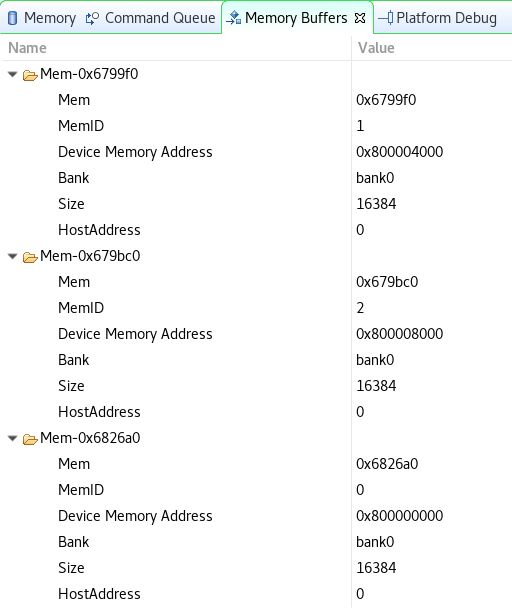 Memory Command Queue Memory Buffers Platform Debug
Name Value
Mem-0x6799f0
Mem 0x6799f0
MemID 1
Device Memory Address 0x800004000
Bank bank0
Size 16384
HostAddress 0
Mem-0x679bc0
Mem 0x679bc0
MemID 2
Device Memory Address 0x800008000
Bank bank0
Size 16384
HostAddress 0
Mem-0x6826a0
Mem 0x6826a0
MemID 0
Device Memory Address 0x800000000
Bank bank0
Size 16384
HostAddress 0